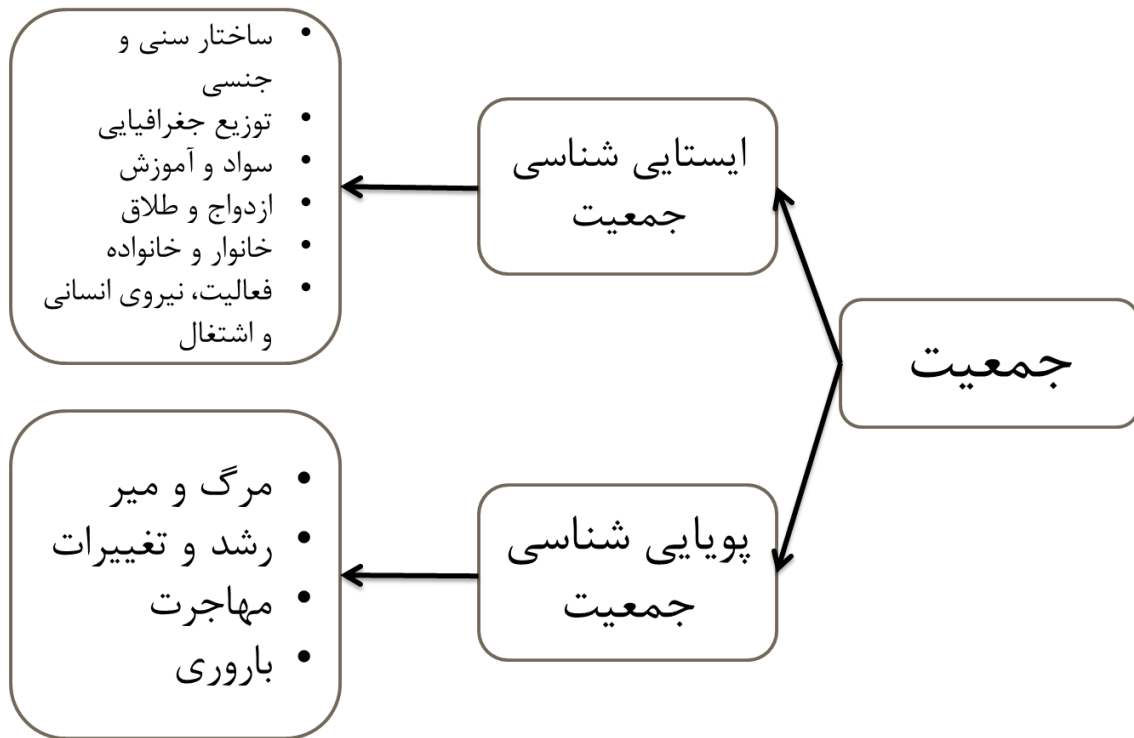 جمعیت
ایستایی شناسی
جمعیت
• ساختار سنی و
جنسی
• توزیع جغرافیایی
• سواد و آموزش
• ازدواج و طلاق
• خانوار و خانواده
• فعالیت، نیروی انسانی
و اشتغال
پویایی شناسی
جمعیت
• مرگ و میر
• رشد و تغییرات
• مهاجرت
• باروری